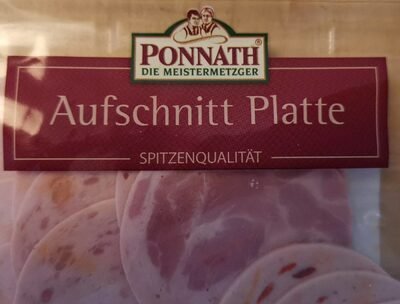 PONNATH®
DIE MEISTERMETZGER
Aufschnitt Platte
SPITZENQUALITÄT